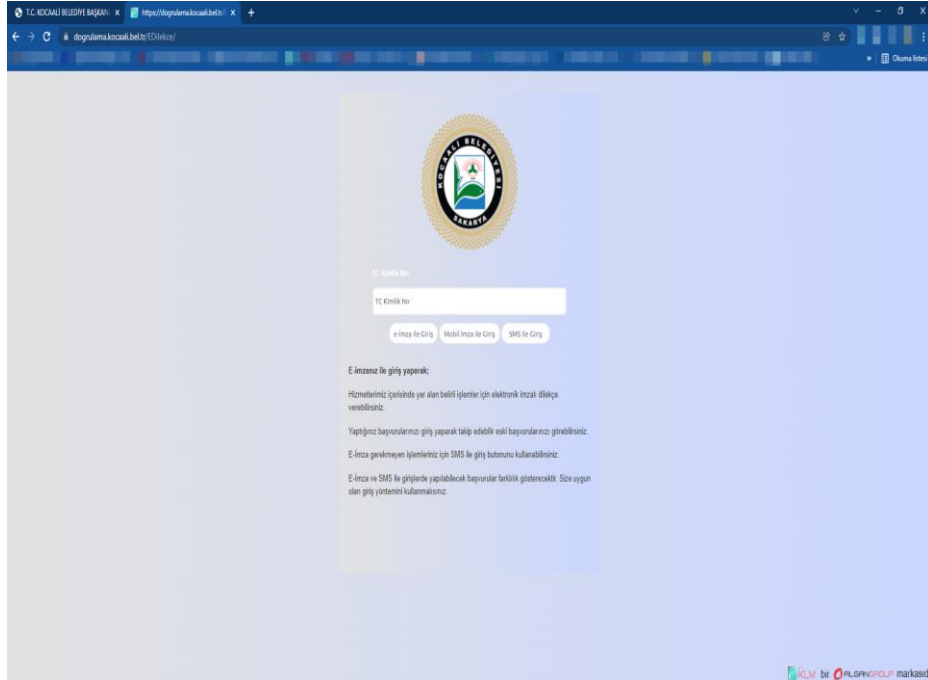 T.C. KOCAALİ BELEDİYE BAŞKAN
https://dogrulama.kocaali.bel.tr/
dogrulama.kocaali.bel.tr/EDilekce/
Okuma listesi
KOCAALİ BELEDİYESİ
SAKARYA
TC Kimlik No
TC Kimlik No
e-İmza ile Giriş Mobil İmza ile Giriş SMS ile Giriş
E-imzanız ile giriş yaparak;
Hizmetlerimiz içerisinde yer alan belirli işlemler için elektronik imzalı dilekçe
verebilirsiniz.
Yaptığınız başvurularınızı giriş yaparak takip edebilir eski başvurularınızı görebilirsiniz.
E-İmza gerekmeyen işlemleriniz için SMS ile giriş butonunu kullanabilirsiniz.
E-İmza ve SMS ile girişlerde yapılabilecek başvurular farklılık gösterecektir. Size uygun
olan giriş yöntemini kullanmalısınız.
KLM bir ALGANGROUP markasıd